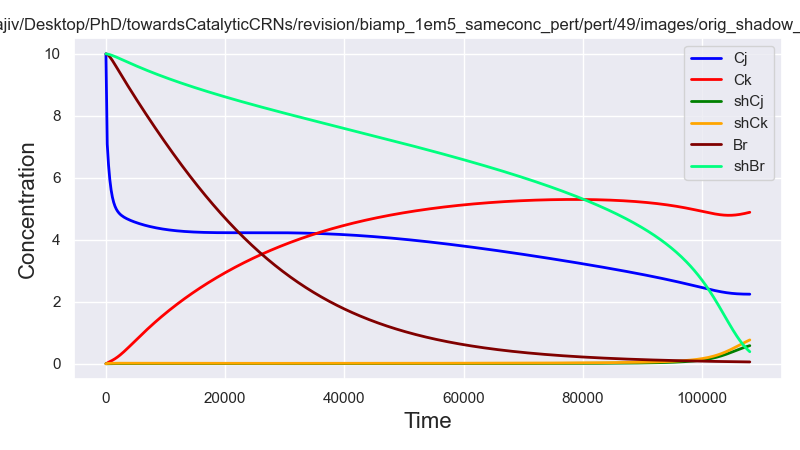 ajiv/Desktop/PhD/towardsCatalyticCRNs/revision/biamp_1em5_sameconc_pert/pert/49/images/orig_shadow_
Concentration
10
8
6
4
2
0
0
20000
40000
60000
80000
100000
Time
Cj
Ck
shCj
shCk
Br
shBr